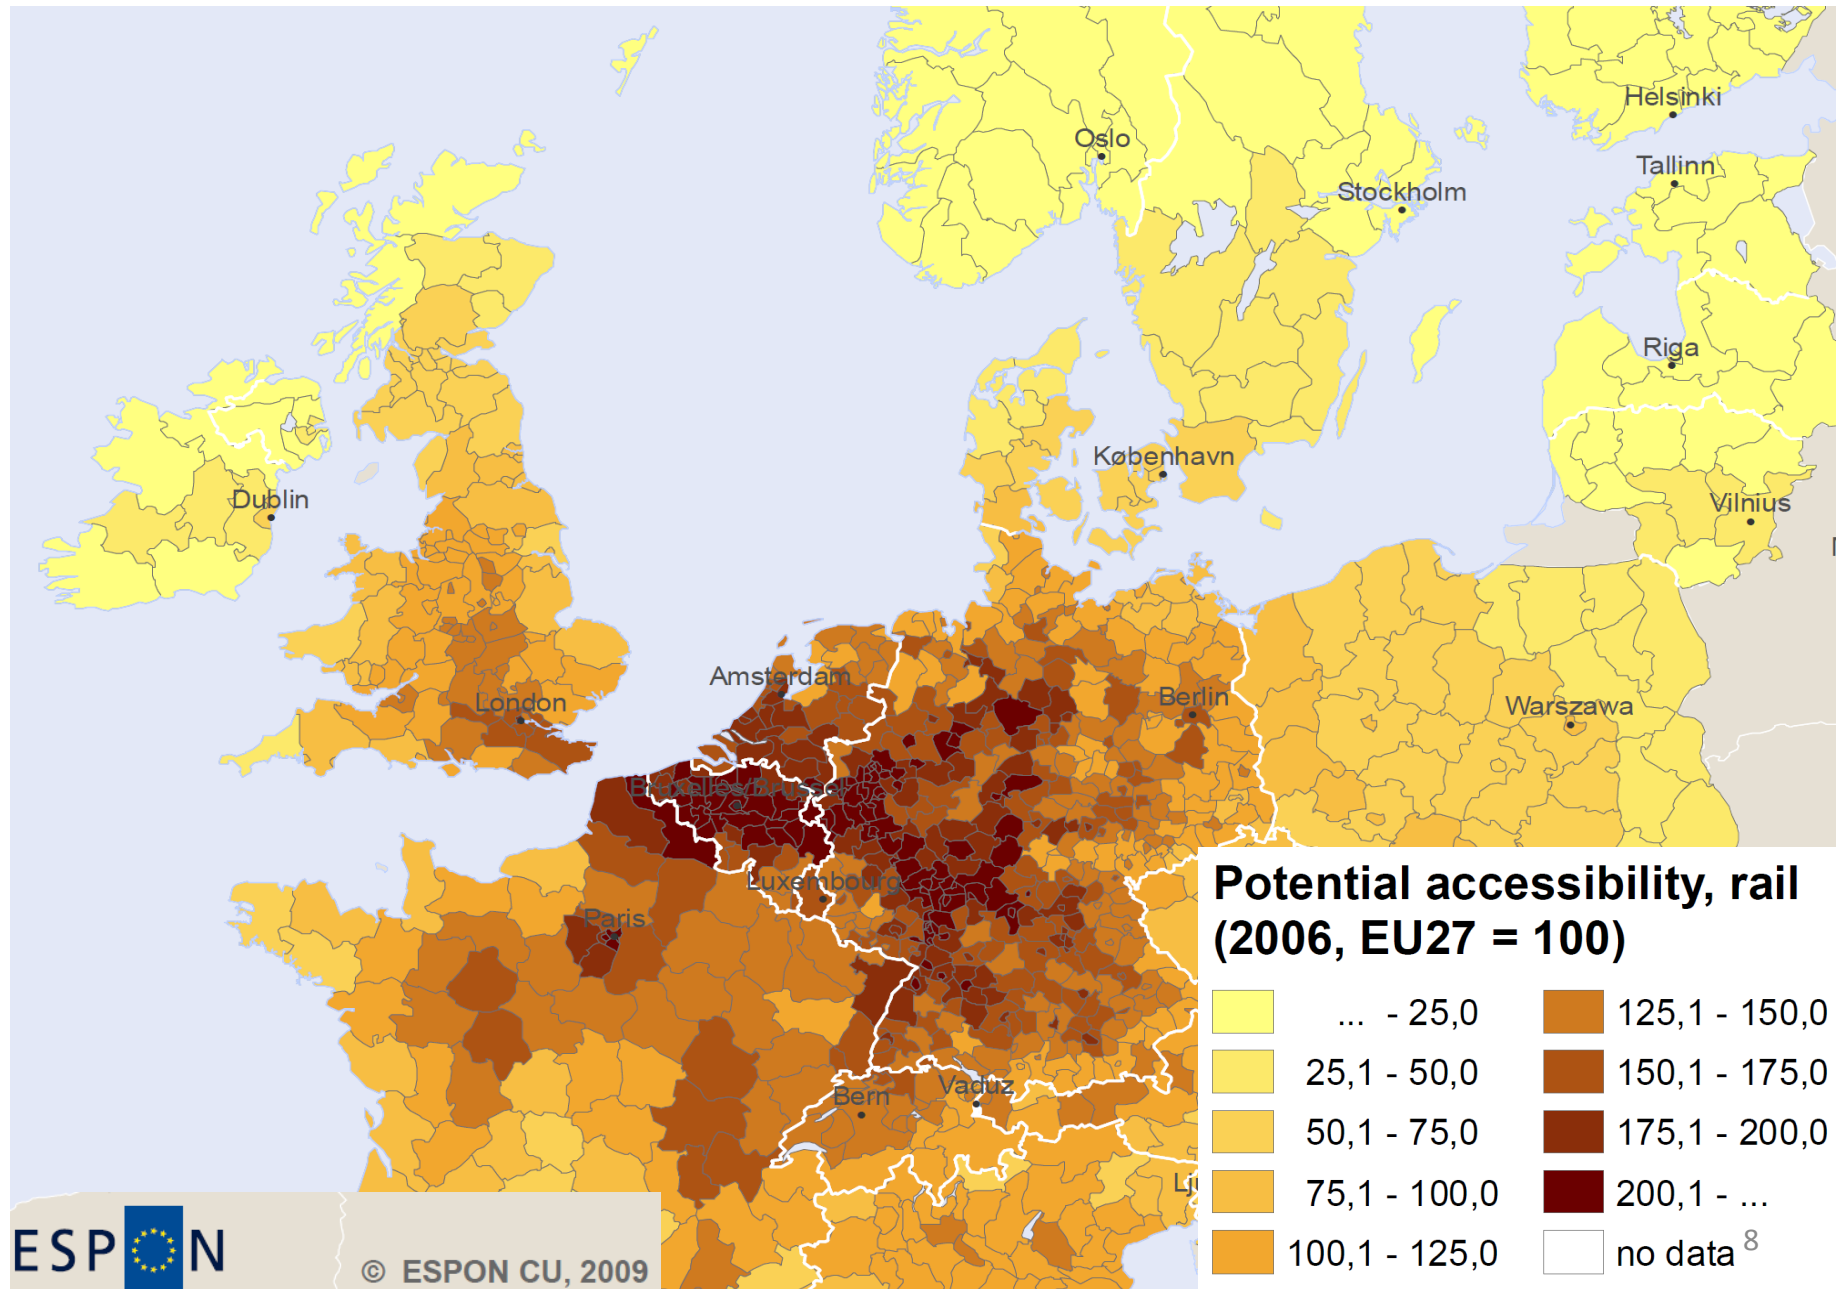 Helsinki
Oslo
Tallinn
Stockholm
Riga
København
Dublin
Vilnius
Amsterdam
London
Berlin
Warszawa
Bruxelles/Brussel
Luxembourg
Paris
Vaduz
Bern
Lj
Potential accessibility, rail
(2006, EU27 = 100)
... - 25,0
125,1 - 150,0
25,1 - 50,0
150,1 - 175,0
50,1 - 75,0
175,1 - 200,0
75,1 - 100,0
200,1 - ...
100,1 - 125,0
no data
8
ESPON
© ESPON CU, 2009